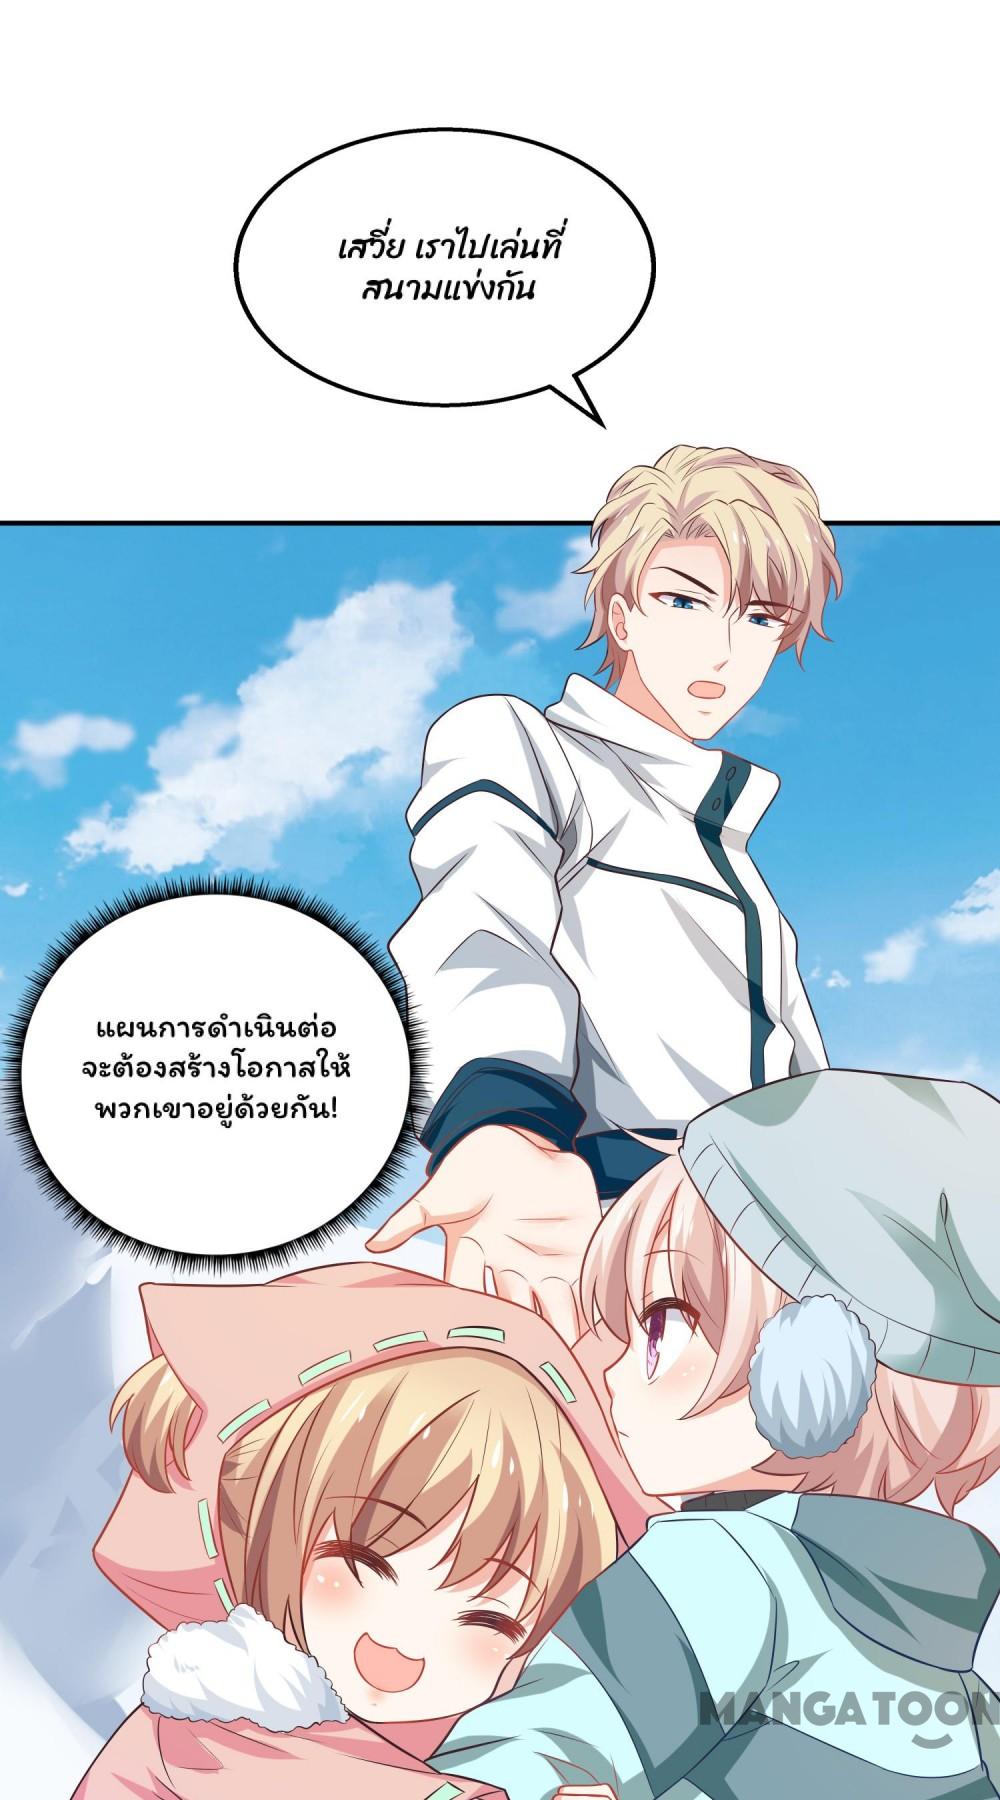 เสวี่ย เราไปเล่นที่
สนามแข่งกัน
แผนการดำเนินต่อ
จะต้องสร้างโอกาสให้
พวกเขาอยู่ด้วยกัน!
MANGATOON